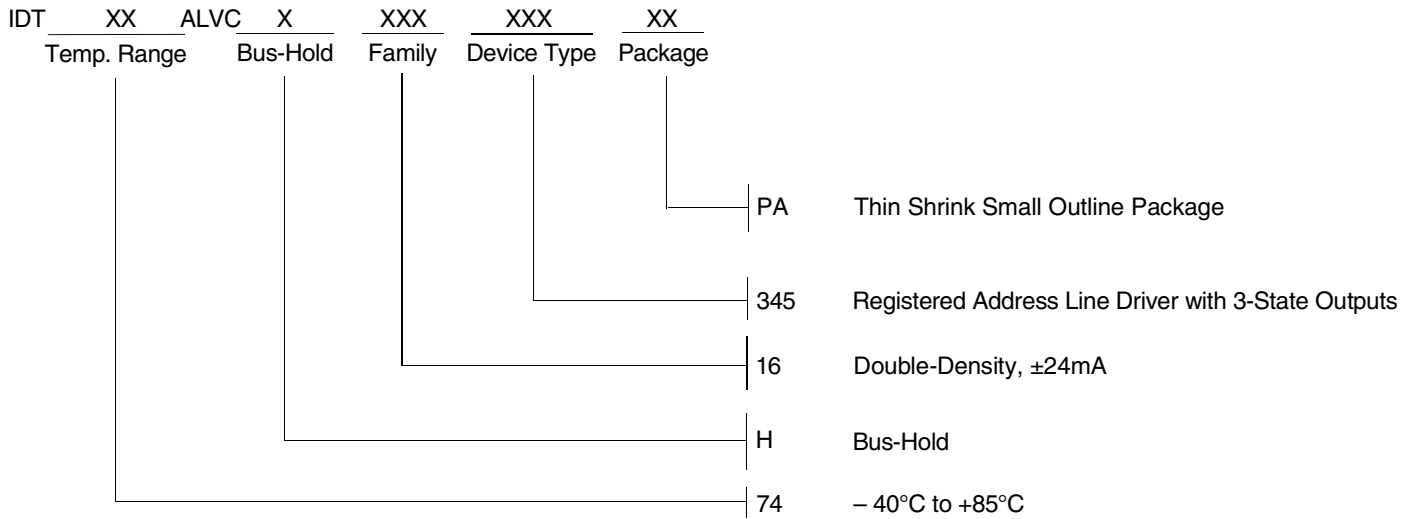 IDT XX ALVC X XXX XXX XX
Temp. Range Bus-Hold Family Device Type Package
PA Thin Shrink Small Outline Package
345 Registered Address Line Driver with 3-State Outputs
16 Double-Density, ±24mA
H Bus-Hold
74 – 40°C to +85°C